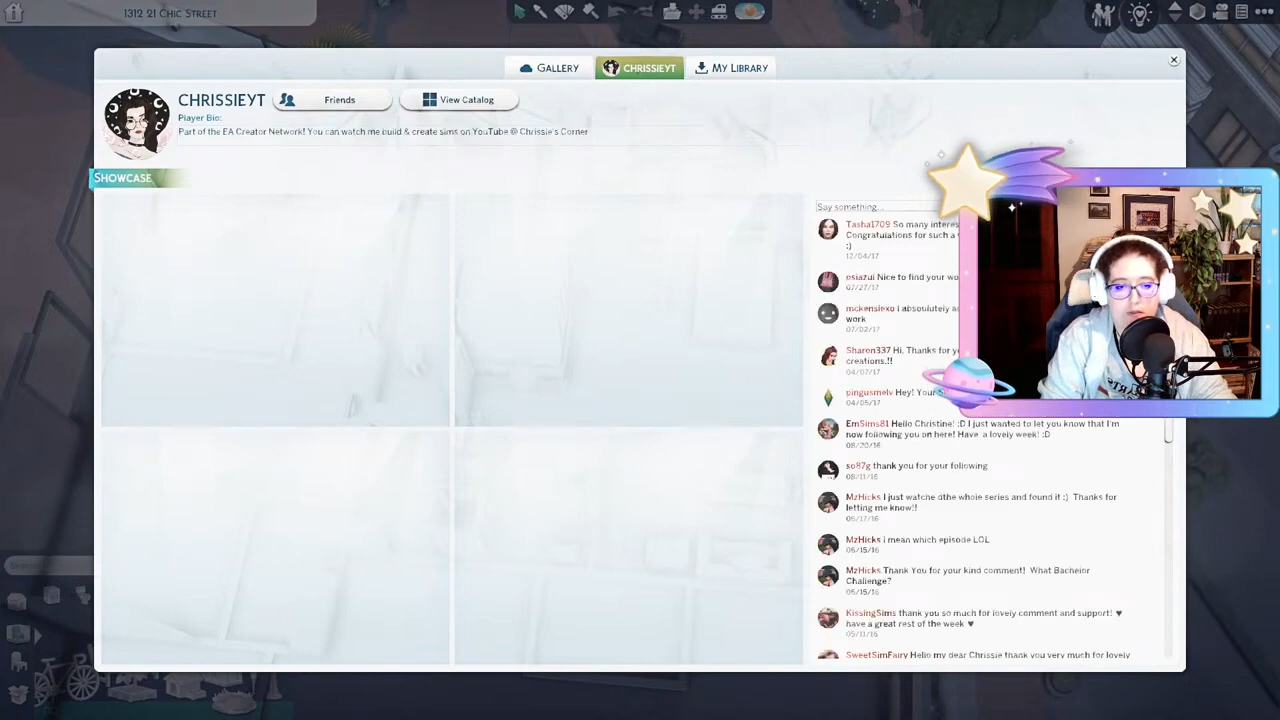 1312 21 Chic Street
Gallery
ChrissieYT
My Library
ChrissieYT
Friends
View Catalog
Player Bio:
Part of the EA Creator Network! You can watch me build & create sims on YouTube @ Chrissie's Corner
Showcase
Say something...
Tasha1709 So many interes
Congratulations for such a
;)
12/04/17
osiazui Nice to find your wo
07/27/17
mckensiexo i absoulutely a
work
07/02/17
Sharon337 Hi. Thanks for y
creations.!!
04/07/17
pingusmelv Hey! Your
04/05/17
EmSims81 Hello Christine! :D I just wanted to let you know that I'm
now following you on here! Have a lovely week! :D
08/20/16
so87g thank you for your following
08/11/16
MzHicks I just watche dthe whole series and found it :) Thanks for
letting me know!!
05/17/16
MzHicks i mean which episode LOL
05/15/16
MzHicks Thank You for your kind comment! What Bachelor
Challenge?
05/15/16
KissingSims thank you so much for lovely comment and support! ♥
have a great rest of the week ♥
05/11/16
SweetSimFairy Hello my dear Chrissie thank you very much for lovely